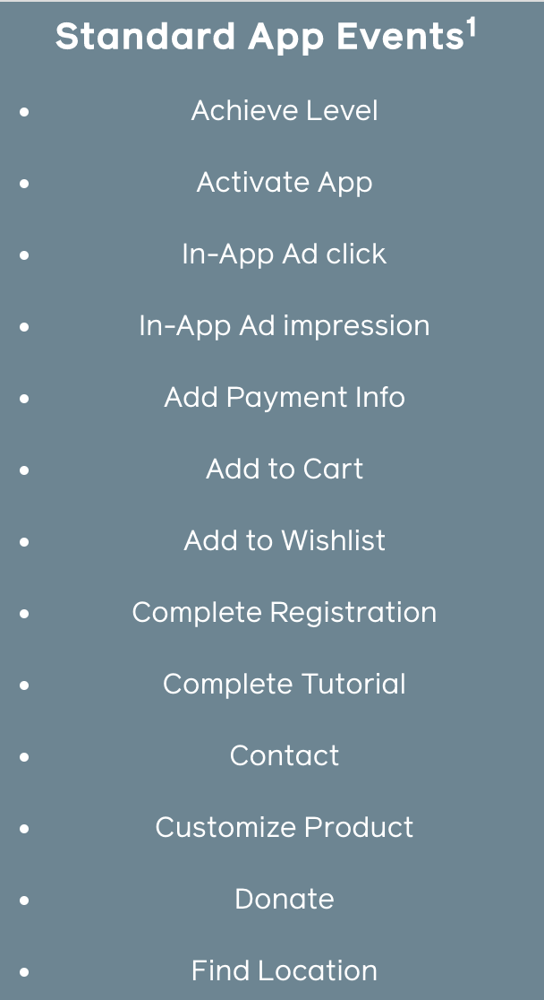 Standard App Events¹
• Achieve Level
• Activate App
• In-App Ad click
• In-App Ad impression
• Add Payment Info
• Add to Cart
• Add to Wishlist
• Complete Registration
• Complete Tutorial
• Contact
• Customize Product
• Donate
• Find Location